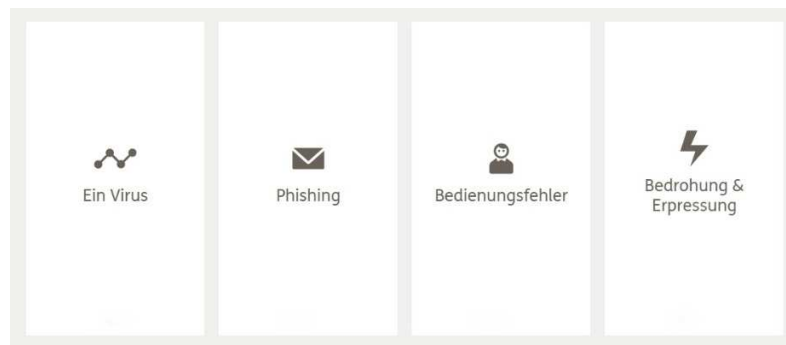 Ein Virus
Phishing
Bedienungsfehler
Bedrohung &
Erpressung